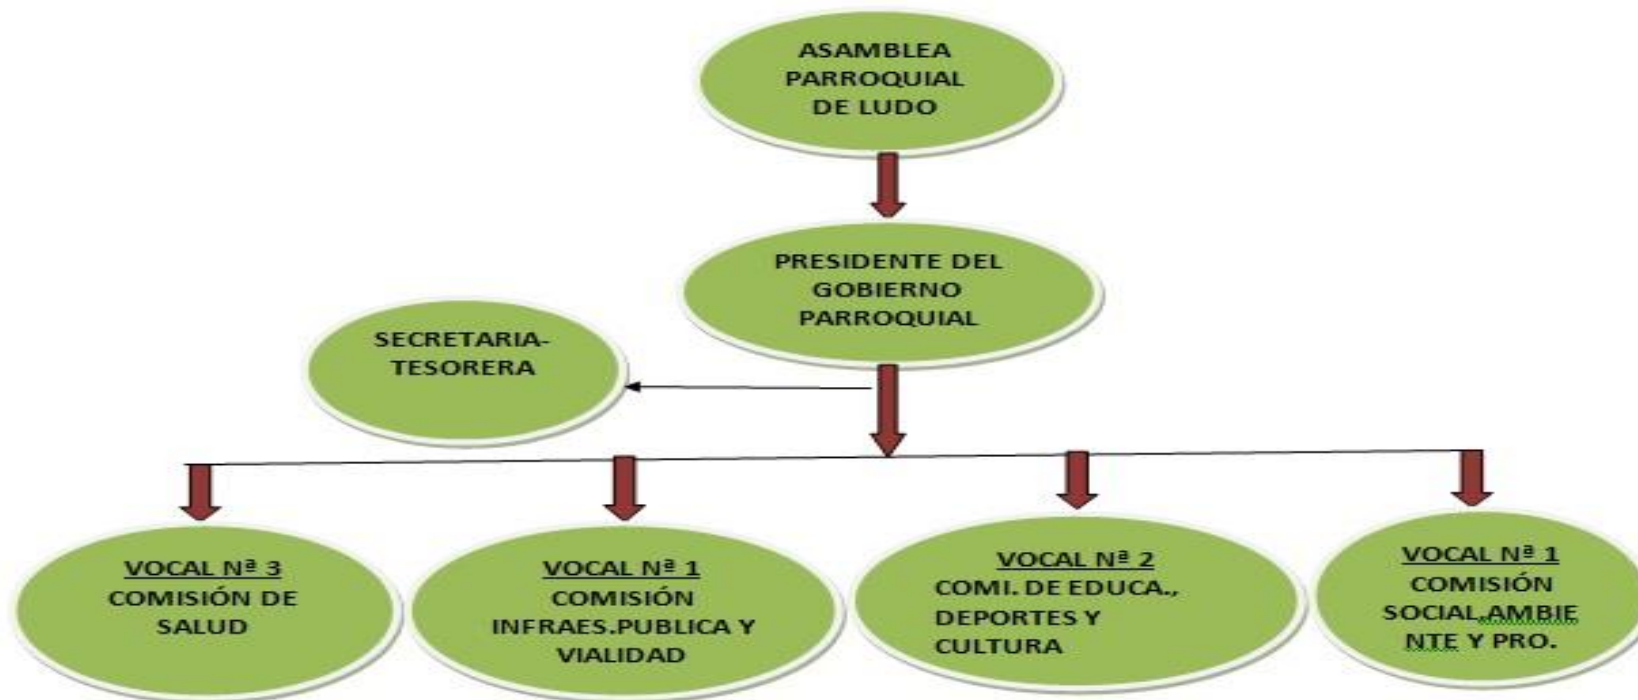 ASAMBLEA
PARROQUIAL
DE LUDO
PRESIDENTE DEL
GOBIERNO
PARROQUIAL
SECRETARIA-
TESORERA
VOCAL Nª 3
COMISIÓN DE
SALUD
VOCAL Nª 1
COMISIÓN
INFRAES.PUBLICA Y
VIALIDAD
VOCAL Nª 2
COMI. DE EDUCA.,
DEPORTES Y
CULTURA
VOCAL Nª 1
COMISIÓN
SOCIAL,AMBIE
NTE Y PRO.